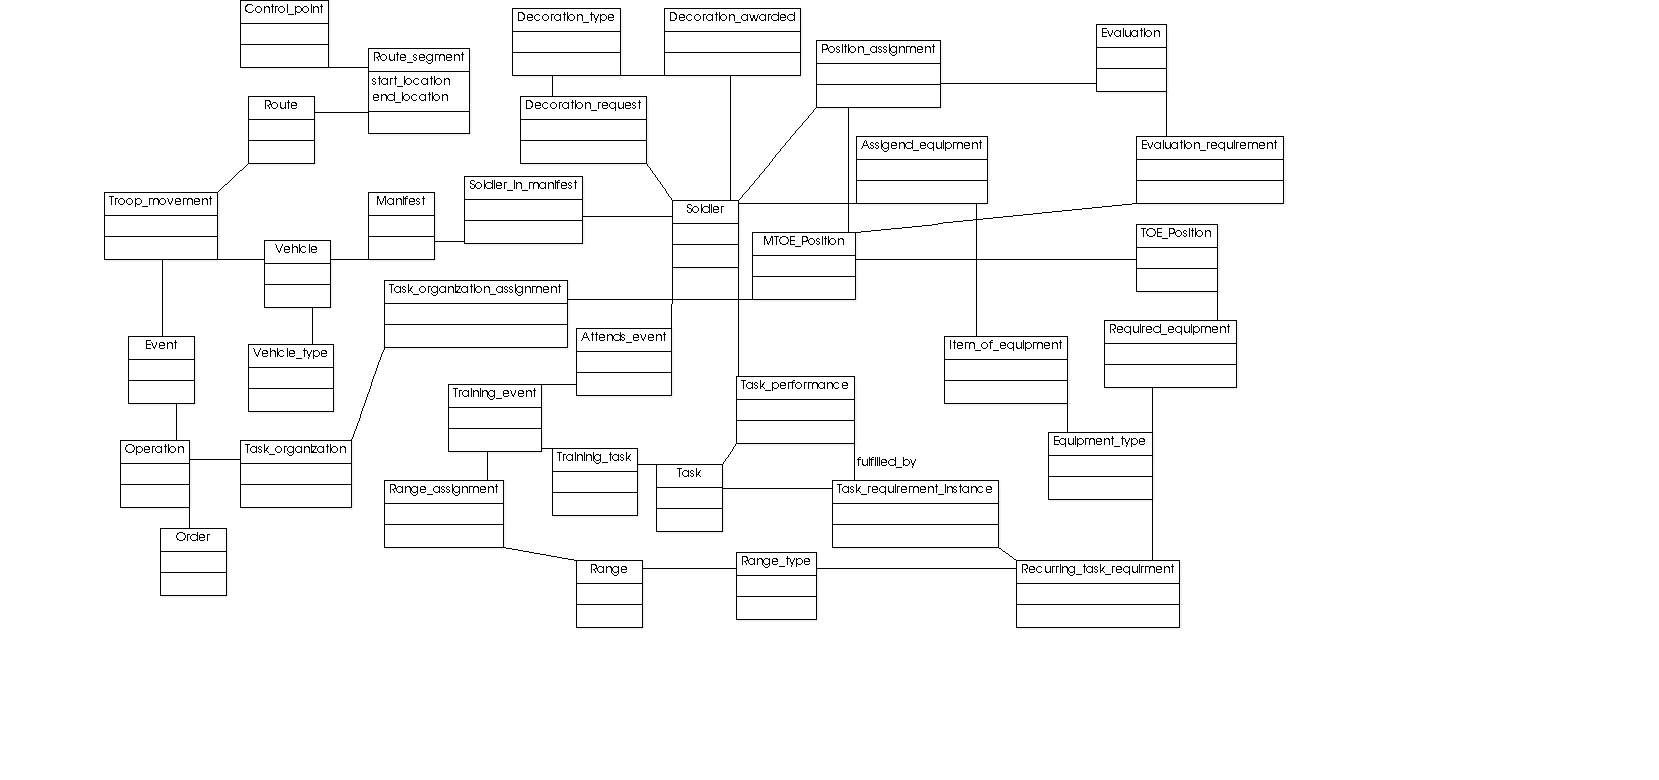 Control_point
Decoration_type
Decoration_awarded
Evaluation
Position_assignment
Route_segment
start_location
end_location
Route
Decoration_request
Assigend_equipment
Evaluation_requirement
Soldier_in_manifest
Troop_movement
Manifest
Soldier
TOE_Position
MTOE_Position
Vehicle
Task_organization_assignment
Required_equipment
Attends_event
Event
Vehicle_type
Item_of_equipment
Task_performance
Training_event
Equipment_type
Operation
Task_organization
Traininig_task
fulfilled_by
Task
Range_assignment
Task_requirement_instance
Order
Range_type
Range
Recurring_task_requirment